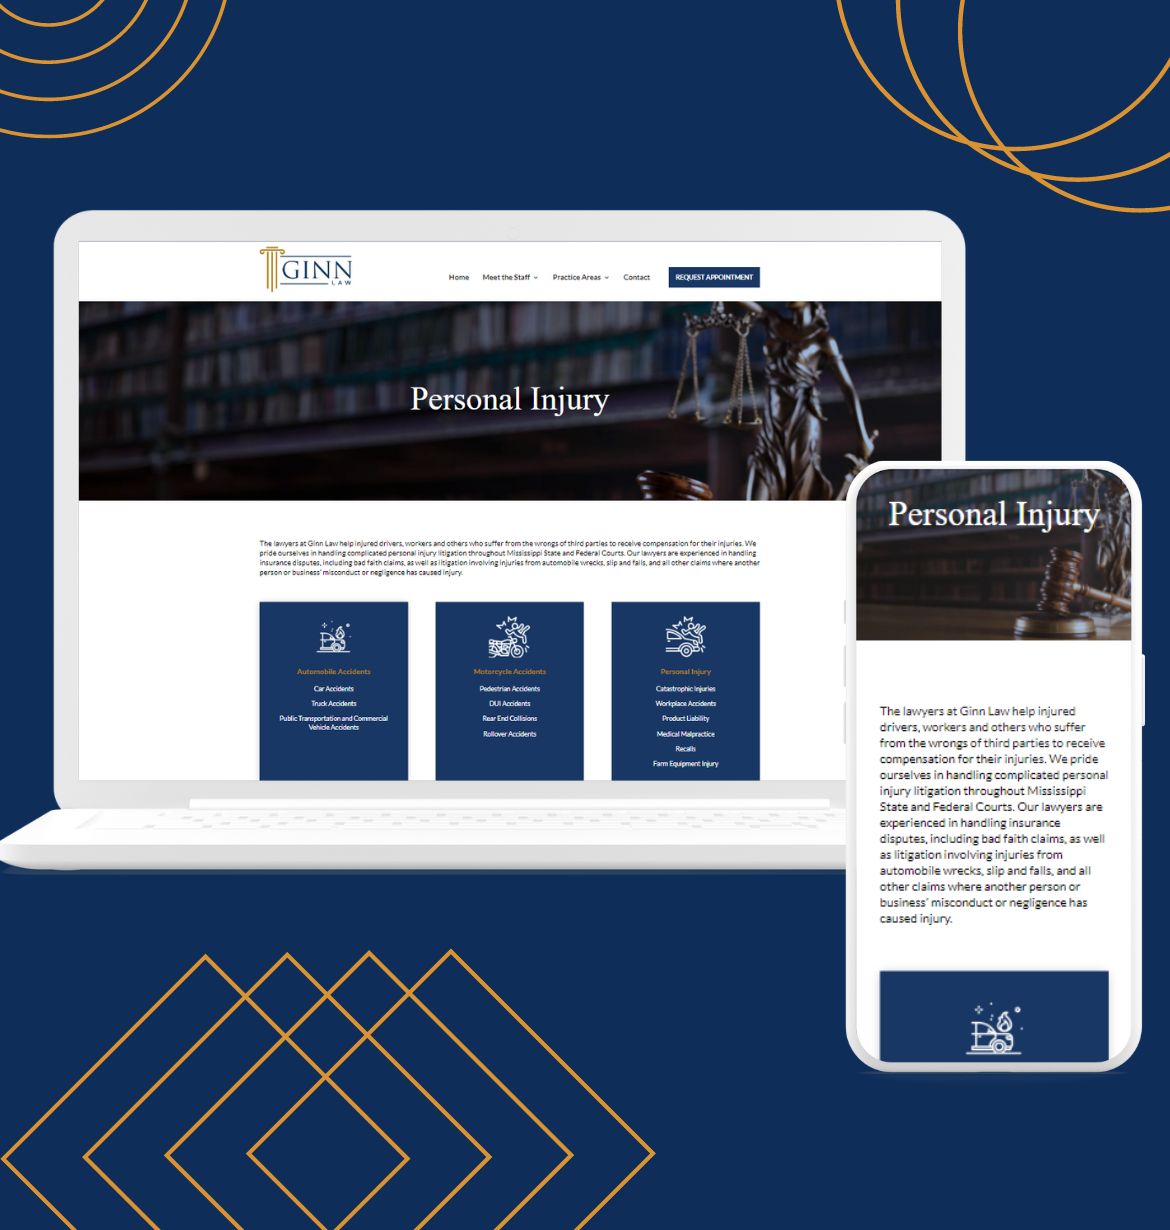 GINN
LAW
Home Meet the Staff Practice Areas Contact REQUEST APPOINTMENT
Personal Injury
The lawyers at Ginn Law help injured drivers, workers and others who suffer from the wrongs of third parties to receive compensation for their injuries. We
pride ourselves in handling complicated personal injury litigation throughout Mississippi State and Federal Courts. Our lawyers are experienced in handling
insurance disputes, including bad faith claims, as well as litigation involving injuries from automobile wrecks, slip and falls, and all other claims where another
person or business' misconduct or negligence has caused injury.
Automobile Accidents
Car Accidents
Truck Accidents
Public Transportation and Commercial
Vehicle Accidents
Motorcycle Accidents
Pedestrian Accidents
DUI Accidents
Rear End Collisions
Rollover Accidents
Personal Injury
Catastrophic Injuries
Workplace Accidents
Product Liability
Medical Malpractice
Recalls
Farm Equipment Injury
Personal Injury
The lawyers at Ginn Law help injured
drivers, workers and others who suffer
from the wrongs of third parties to receive
compensation for their injuries. We pride
ourselves in handling complicated personal
injury litigation throughout Mississippi
State and Federal Courts. Our lawyers are
experienced in handling insurance
disputes, including bad faith claims, as well
as litigation involving injuries from
automobile wrecks, slip and falls, and all
other claims where another person or
business' misconduct or negligence has
caused injury.